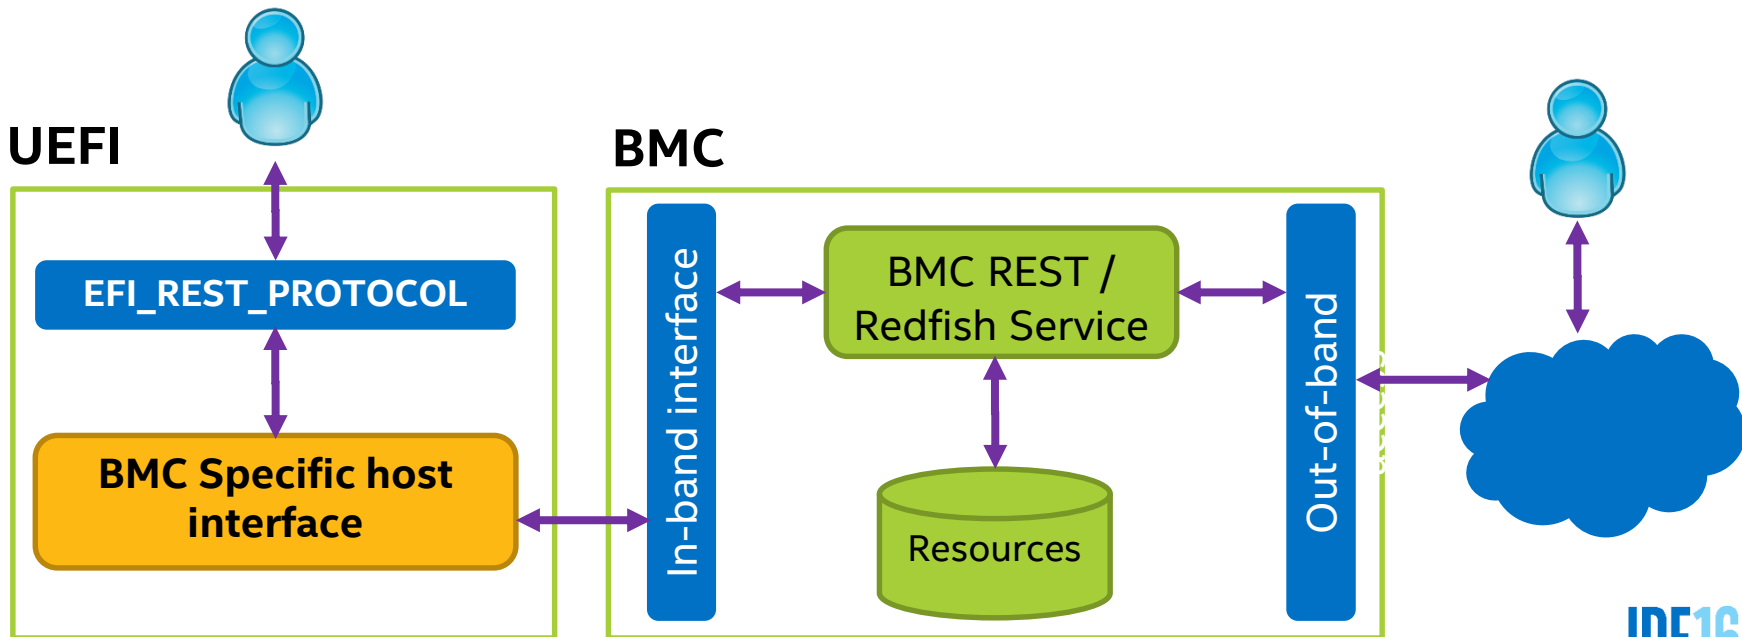 UEFI
BMC
EFI_REST_PROTOCOL
BMC Specific host
interface
In-band interface
BMC REST /
Redfish Service
Resources
Out-of-band